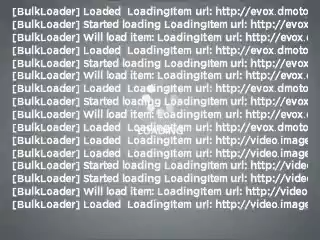 [BulkLoader] Loaded LoadingItem url: http://evox.dmoto
[BulkLoader] Started loading LoadingItem url: http://evox
[BulkLoader] Will load item: LoadingItem url: http://evox.
[BulkLoader] Loaded LoadingItem url: http://evox.dmoto
[BulkLoader] Started loading LoadingItem url: http://evox
[BulkLoader] Will load item: LoadingItem url: http://evox.
[BulkLoader] Loaded LoadingItem url: http://evox.dmoto
[BulkLoader] Started loading LoadingItem url: http://evox
[BulkLoader] Will load item: LoadingItem url: http://evox.
[BulkLoader] Loaded LoadingItem url: http://evox.dmoto
LOADING
[BulkLoader] Loaded LoadingItem url: http://video.image
[BulkLoader] Loaded LoadingItem url: http://video.image
[BulkLoader] Started loading LoadingItem url: http://video
[BulkLoader] Started loading LoadingItem url: http://video
[BulkLoader] Will load item: LoadingItem url: http://video
[BulkLoader] Loaded LoadingItem url: http://video.image